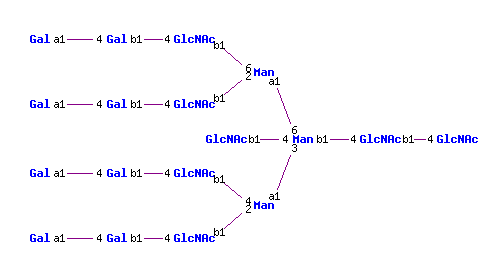 Gal a1 4 Gal b1 4 GlcNAc b1
6
2 Man a1
Gal a1 4 Gal b1 4 GlcNAc b1
6
GlcNAc b1 4 Man b1 4 GlcNAc b1 4 GlcNAc
3
Gal a1 4 Gal b1 4 GlcNAc b1
4 a1
2 Man
Gal a1 4 Gal b1 4 GlcNAc b1